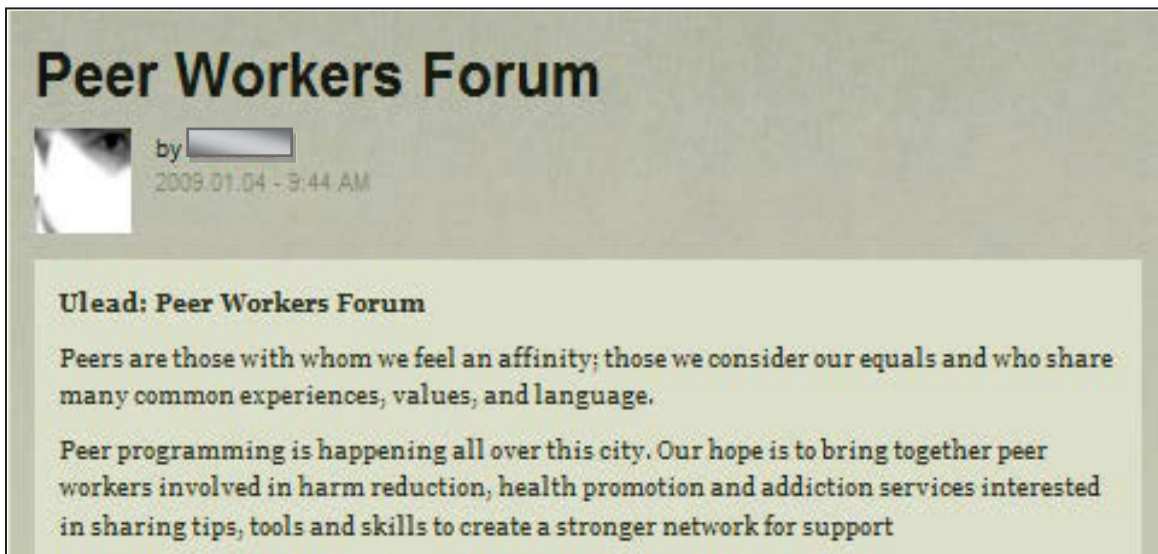 Peer Workers Forum
by
2009.01.04 - 9:44 AM
Ulead: Peer Workers Forum
Peers are those with whom we feel an affinity; those we consider our equals and who share
many common experiences, values, and language.
Peer programming is happening all over this city. Our hope is to bring together peer
workers involved in harm reduction, health promotion and addiction services interested
in sharing tips, tools and skills to create a stronger network for support